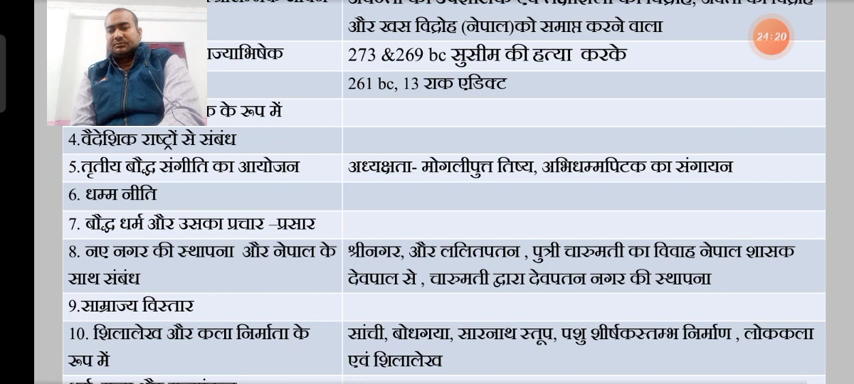 और खस विद्रोह (नेपाल)को समाप्त करने वाला
24:20
ाज्याभिषेक
273 &269 bc सुसीम की हत्या करके
261 bc, 13 राक एडिक्ट
के रूप में
4.वैदेशिक राष्ट्रों से संबंध
5.तृतीय बौद्ध संगीति का आयोजन
अध्यक्षता- मोगलीपुत्त तिष्य, अभिधम्मपिटक का संगायन
6. धम्म नीति
7. बौद्ध धर्म और उसका प्रचार –प्रसार
8. नए नगर की स्थापना और नेपाल के
साथ संबंध
श्रीनगर, और ललितपतन , पुत्री चारुमती का विवाह नेपाल शासक
देवपाल से , चारुमती द्वारा देवपतन नगर की स्थापना
9.साम्राज्य विस्तार
10. शिलालेख और कला निर्माता के
रूप में
सांची, बोधगया, सारनाथ स्तूप, पशु शीर्षकस्तम्भ निर्माण , लोककला
एवं शिलालेख